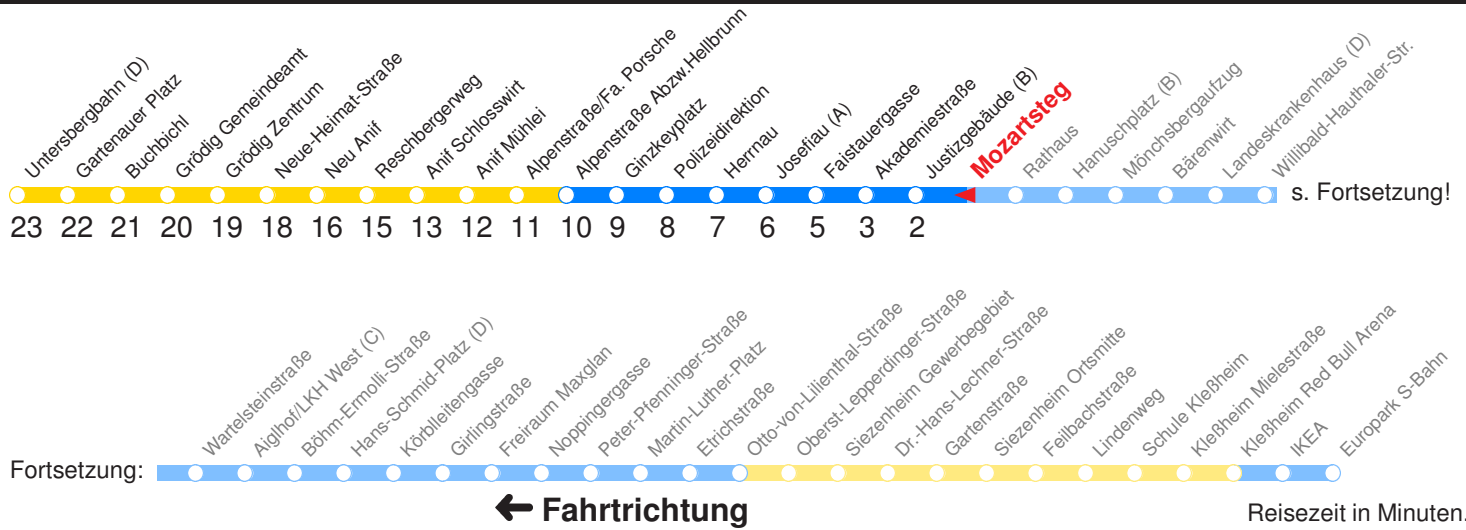 Untersbergbahn (D)
Gartenauer Platz
Buchbichl
Grödig Gemeindeamt
Grödig Zentrum
Neue-Heimat-Straße
Neu Anif
Reschbergerweg
Anif Schlosswirt
Anif Mühlei
Alpenstraße/Fa. Porsche
Alpenstraße Abzw.Hellbrunn
Ginzkeyplatz
Polizeidirektion
Herrnau
Josefiau (A)
Faistauergasse
Akademiestraße
Justizgebäude (B)
Mozartsteg
Rathaus
Hanuschplatz (B)
Mönchsbergaufzug
Bärenwirt
Landeskrankenhaus (D)
Willibald-Hauthaler-Str.
s. Fortsetzung!
23 22 21 20 19 18 16 15 13 12 11 10 9 8 7 6 5 3 2
Wartelsteinstraße
Aiglhof/LKH West (C)
Böhm-Ermolli-Straße
Hans-Schmid-Platz (D)
Körbleitengasse
Girlingstraße
Freiraum Maxglan
Noppingergasse
Peter-Pfenninger-Straße
Martin-Luther-Platz
Etrichstraße
Otto-von-Lilienthal-Straße
Oberst-Lepperdinger-Straße
Siezenheim Gewerbegebiet
Dr.-Hans-Lechner-Straße
Gartenstraße
Siezenheim Ortsmitte
Feilbachstraße
Lindenweg
Schule Kleßheim
Kleßheim Mielestraße
Kleßheim Red Bull Arena
IKEA
Europark S-Bahn
Fortsetzung:
Fahrtrichtung
Reisezeit in Minuten.